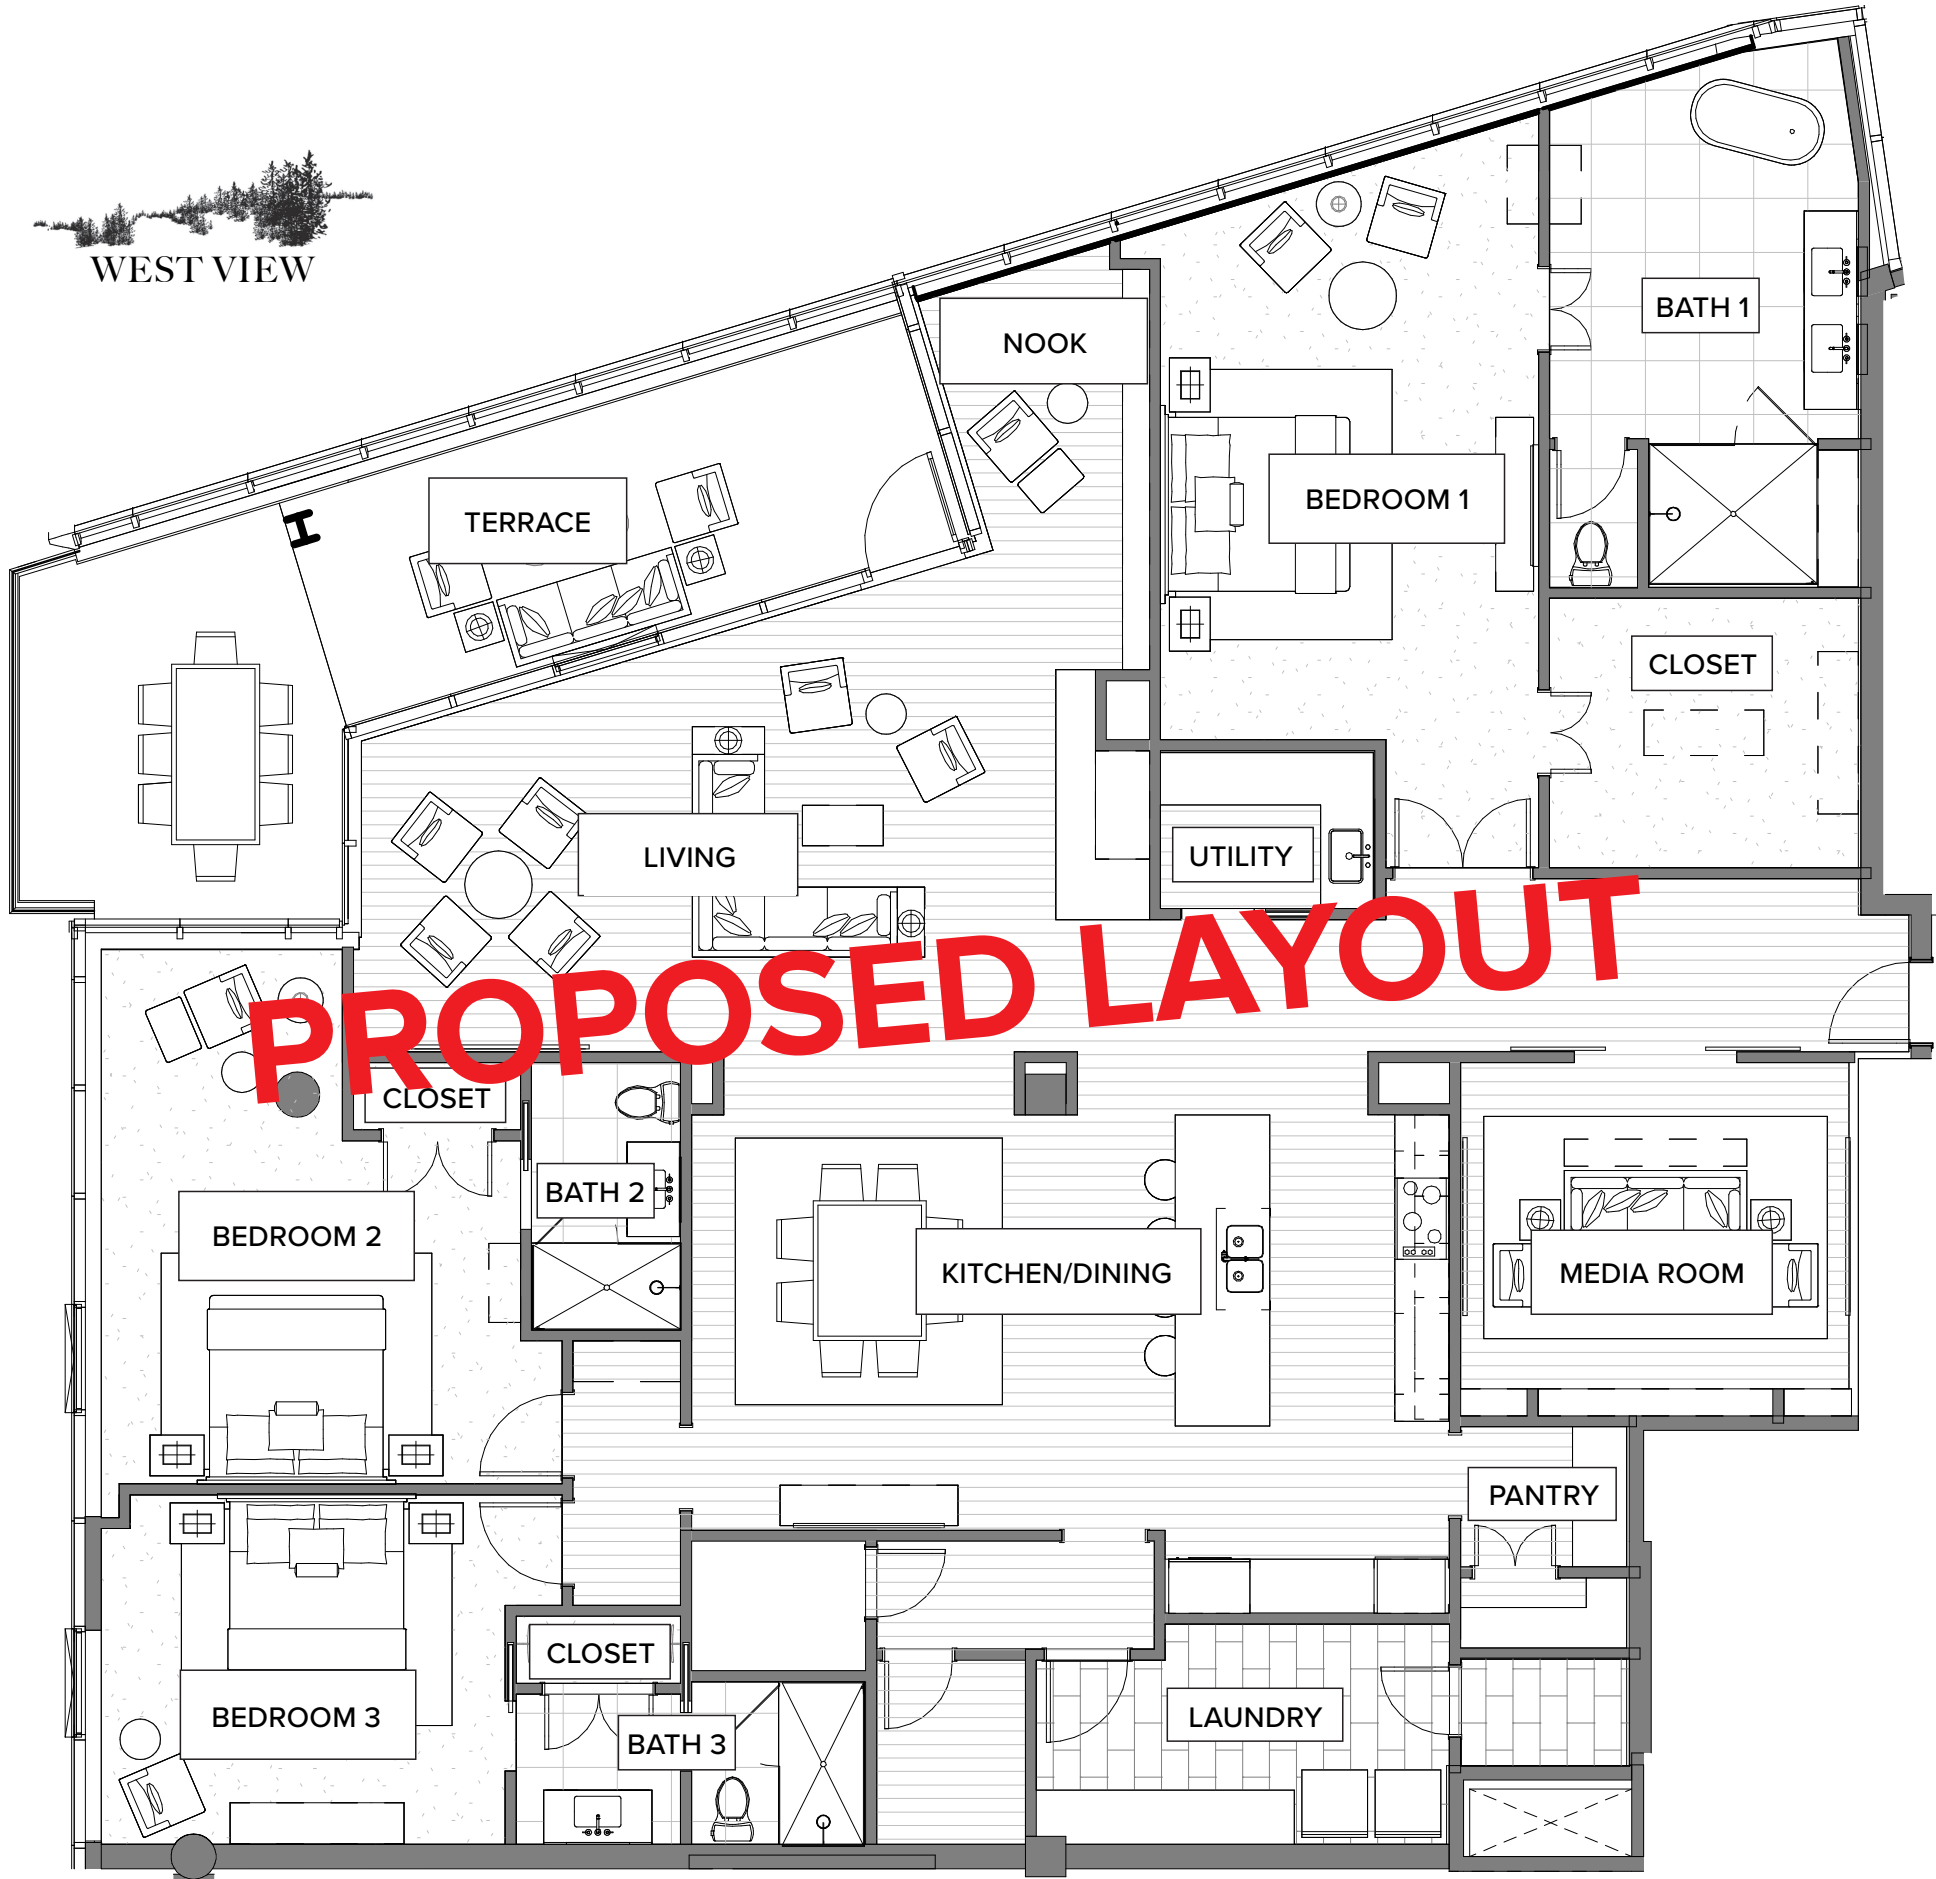 WEST VIEW
NOOK
BATH 1
BEDROOM 1
TERRACE
CLOSET
LIVING
UTILITY
PROPOSED LAYOUT
CLOSET
BATH 2
BEDROOM 2
KITCHEN/DINING
MEDIA ROOM
PANTRY
CLOSET
BEDROOM 3
BATH 3
LAUNDRY